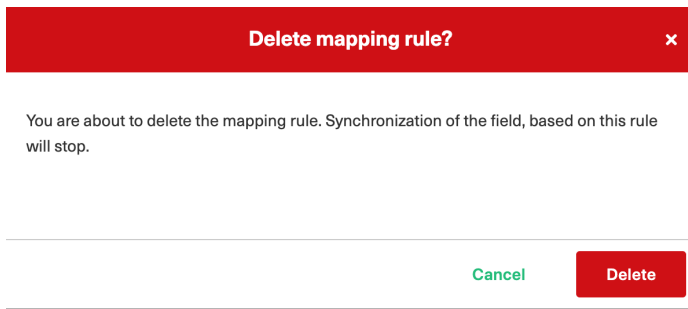 Delete mapping rule?
You are about to delete the mapping rule. Synchronization of the field, based on this rule
will stop.
Cancel
Delete